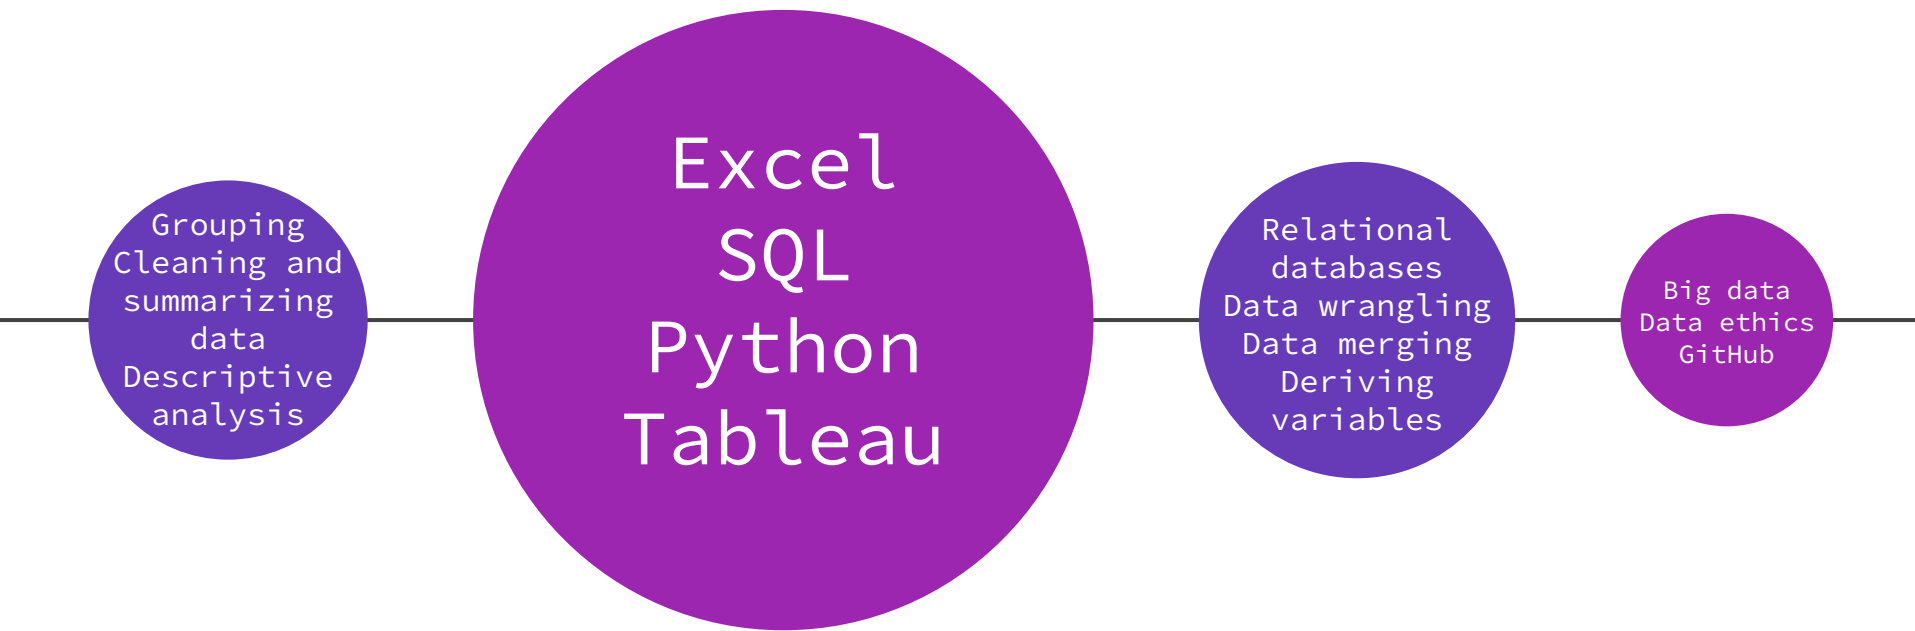 Grouping
Cleaning and
summarizing
data
Descriptive
analysis
Excel
SQL
Python
Tableau
Relational
databases
Data wrangling
Data merging
Deriving
variables
Big data
Data ethics
GitHub